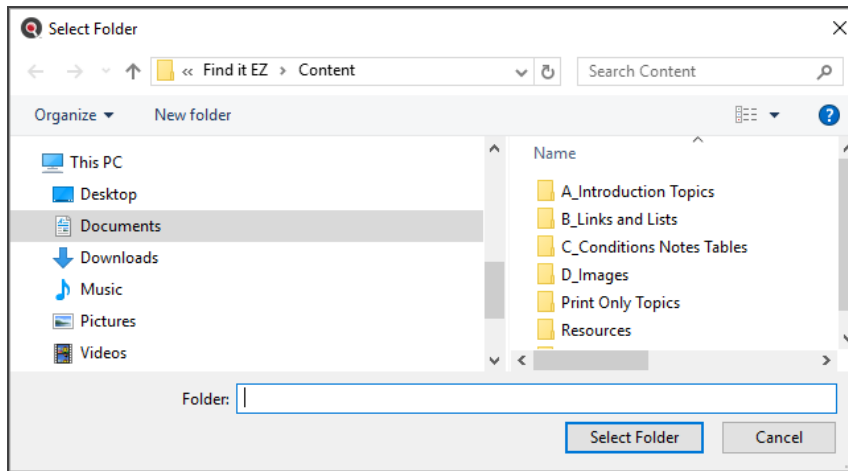 Select Folder
« Find it EZ > Content
Search Content
Organize
New folder
This PC
Desktop
Documents
Downloads
Music
Pictures
Videos
Name
A_Introduction Topics
B_Links and Lists
C_Conditions Notes Tables
D_Images
Print Only Topics
Resources
Folder:
Select Folder
Cancel